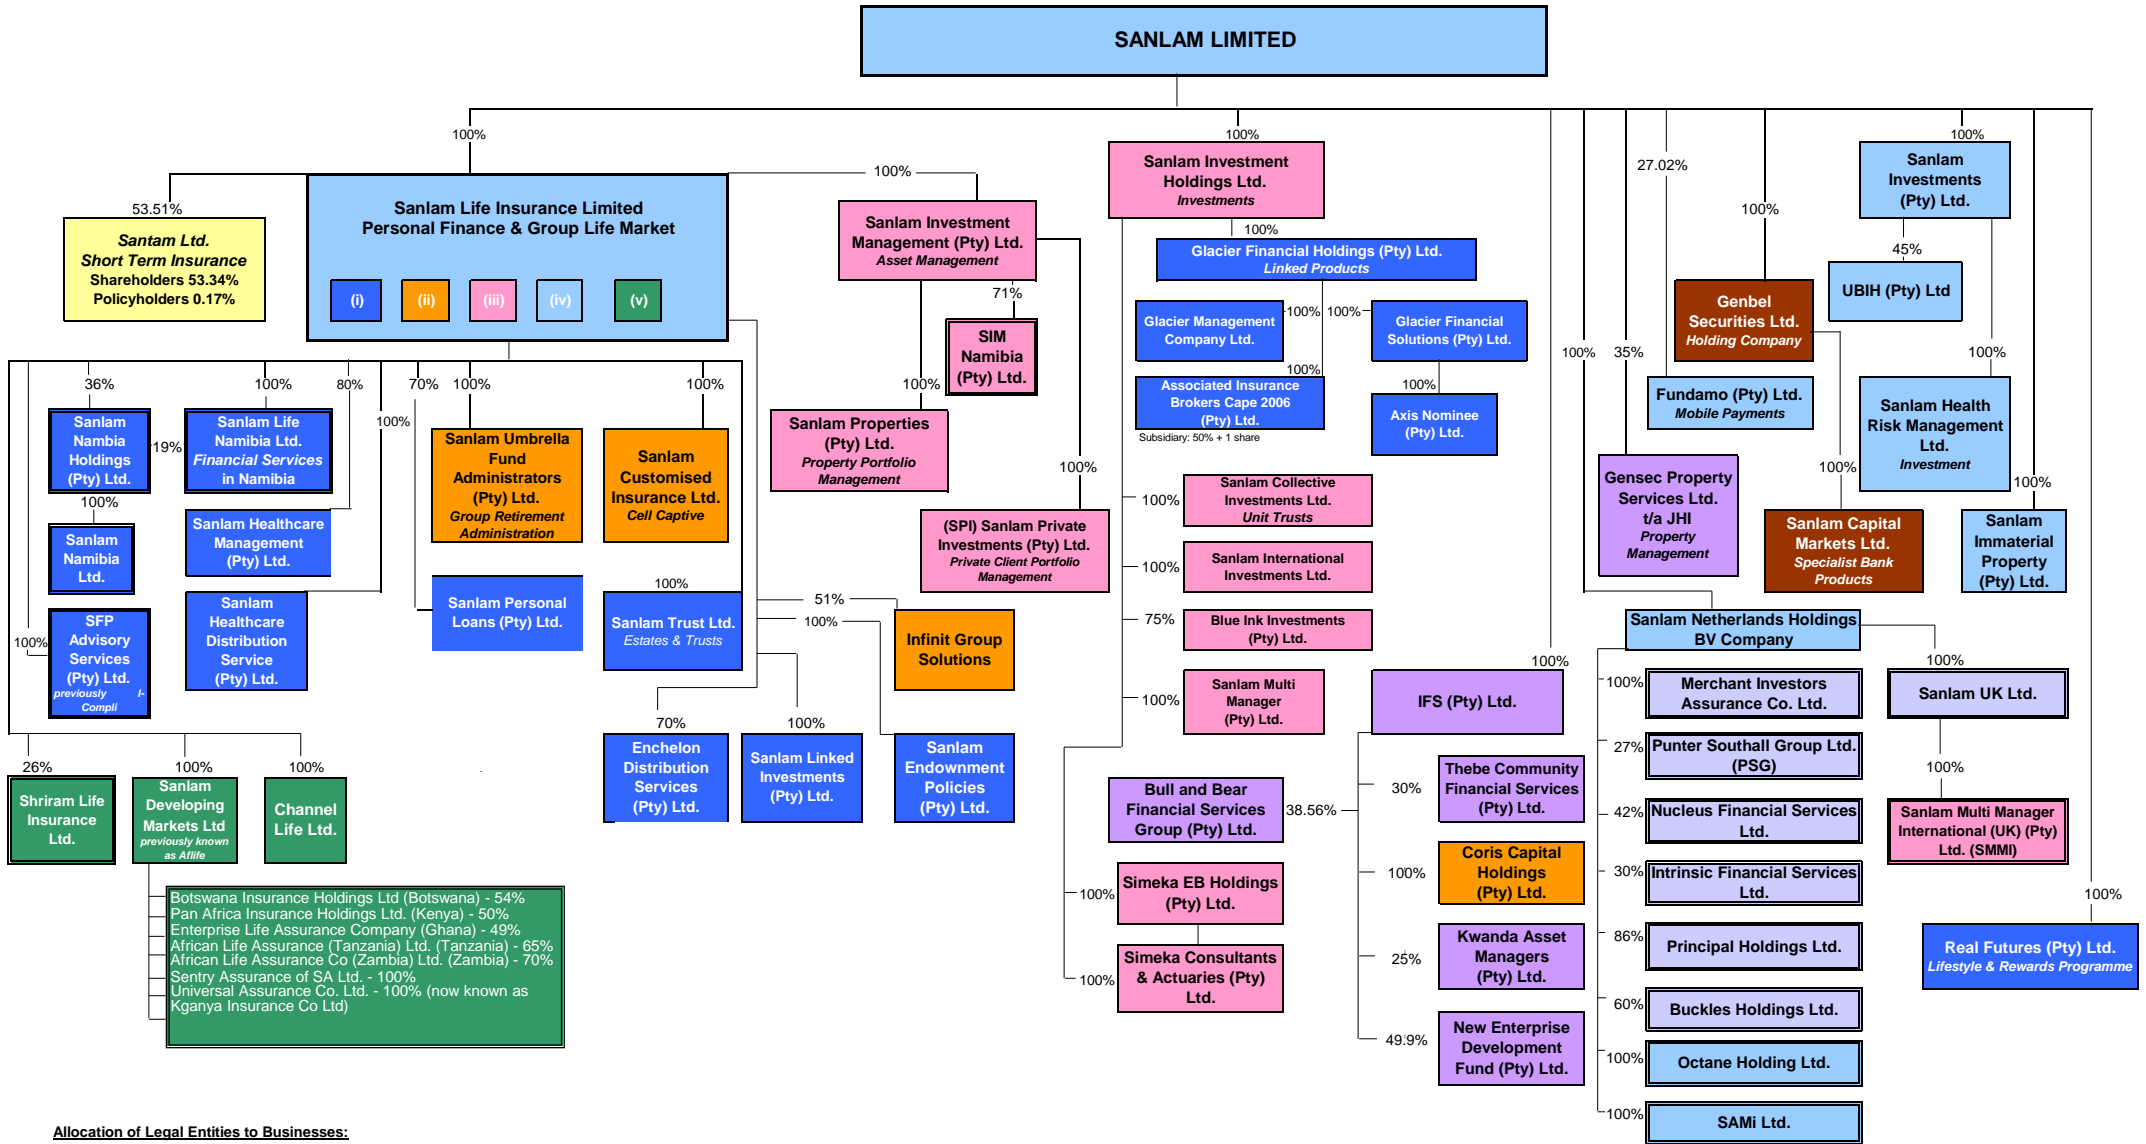 SANLAM LIMITED
100%
100%
100%
100%
27.02%
53.51%
100%
Santam Ltd.
Short Term Insurance
Shareholders 53.34%
Policyholders 0.17%
Sanlam Life Insurance Limited
Personal Finance & Group Life Market
(i)
(ii)
(iii)
(iv)
(v)
Sanlam Investment
Management (Pty) Ltd.
Asset Management
71%
SIM
Namibia
(Pty) Ltd.
100%
Sanlam Properties
(Pty) Ltd.
Property Portfolio
Management
100%
(SPI) Sanlam Private
Investments (Pty) Ltd.
Private Client Portfolio
Management
Sanlam Investment
Holdings Ltd.
Investments
100%
Glacier Financial Holdings (Pty) Ltd.
Linked Products
Glacier Management
Company Ltd.
100%
100%
Glacier Financial
Solutions (Pty) Ltd.
100%
Associated Insurance
Brokers Cape 2006
(Pty) Ltd.
Subsidiary: 50% + 1 share
100%
Axis Nominee
(Pty) Ltd.
100%
Sanlam Collective
Investments Ltd.
Unit Trusts
100%
Sanlam International
Investments Ltd.
75%
Blue Ink Investments
(Pty) Ltd.
100%
Sanlam Multi
Manager
(Pty) Ltd.
Sanlam
Investments
(Pty) Ltd.
45%
UBIH (Pty) Ltd
100%
Sanlam Health
Risk Management
Ltd.
Investment
Genbel
Securities Ltd.
Holding Company
100%
Sanlam Capital
Markets Ltd.
Specialist Bank
Products
Fundamo (Pty) Ltd.
Mobile Payments
100%
35%
Gensec Property
Services Ltd.
t/a JHI
Property
Management
100%
Sanlam
Immaterial
Property
(Pty) Ltd.
36%
100%
80%
70%
100%
100%
100%
Sanlam
Nambia
Holdings
(Pty) Ltd.
19%
Sanlam Life
Namibia Ltd.
Financial Services
in Namibia
100%
Sanlam
Namibia
Ltd.
Sanlam Healthcare
Management
(Pty) Ltd.
100%
SFP
Advisory
Services
(Pty) Ltd.
previously I-
Compli
Sanlam
Healthcare
Distribution
Service
(Pty) Ltd.
Sanlam Umbrella
Fund
Administrators
(Pty) Ltd.
Group Retirement
Administration
Sanlam
Customised
Insurance Ltd.
Cell Captive
Sanlam Personal
Loans (Pty) Ltd.
100%
Sanlam Trust Ltd.
Estates & Trusts
51%
100%
Infinit Group
Solutions
70%
Enchelon
Distribution
Services
(Pty) Ltd.
100%
Sanlam Linked
Investments
(Pty) Ltd.
Sanlam
Endownment
Policies
(Pty) Ltd.
26%
Shriram Life
Insurance
Ltd.
100%
Sanlam
Developing
Markets Ltd
previously known
as Aflife
100%
Channel
Life Ltd.
Botswana Insurance Holdings Ltd (Botswana) - 54%
Pan Africa Insurance Holdings Ltd. (Kenya) - 50%
Enterprise Life Assurance Company (Ghana) - 49%
African Life Assurance (Tanzania) Ltd. (Tanzania) - 65%
African Life Assurance Co (Zambia) Ltd. (Zambia) - 70%
Sentry Assurance of SA Ltd. - 100%
Universal Assurance Co. Ltd. - 100% (now known as
Kganya Insurance Co Ltd)
100%
IFS (Pty) Ltd.
Bull and Bear
Financial Services
Group (Pty) Ltd.
38.56%
30%
Thebe Community
Financial Services
(Pty) Ltd.
100%
Coris Capital
Holdings
(Pty) Ltd.
25%
Kwanda Asset
Managers
(Pty) Ltd.
49.9%
New Enterprise
Development
Fund (Pty) Ltd.
100%
Simeka EB Holdings
(Pty) Ltd.
100%
Simeka Consultants
& Actuaries (Pty)
Ltd.
Sanlam Netherlands Holdings
BV Company
100%
Merchant Investors
Assurance Co. Ltd.
27%
Punter Southall Group Ltd.
(PSG)
42%
Nucleus Financial Services
Ltd.
30%
Intrinsic Financial Services
Ltd.
86%
Principal Holdings Ltd.
60%
Buckles Holdings Ltd.
100%
Octane Holding Ltd.
100%
SAMi Ltd.
100%
Sanlam UK Ltd.
100%
Sanlam Multi Manager
International (UK) (Pty)
Ltd. (SMMI)
100%
Real Futures (Pty) Ltd.
Lifestyle & Rewards Programme
Allocation of Legal Entities to Businesses: